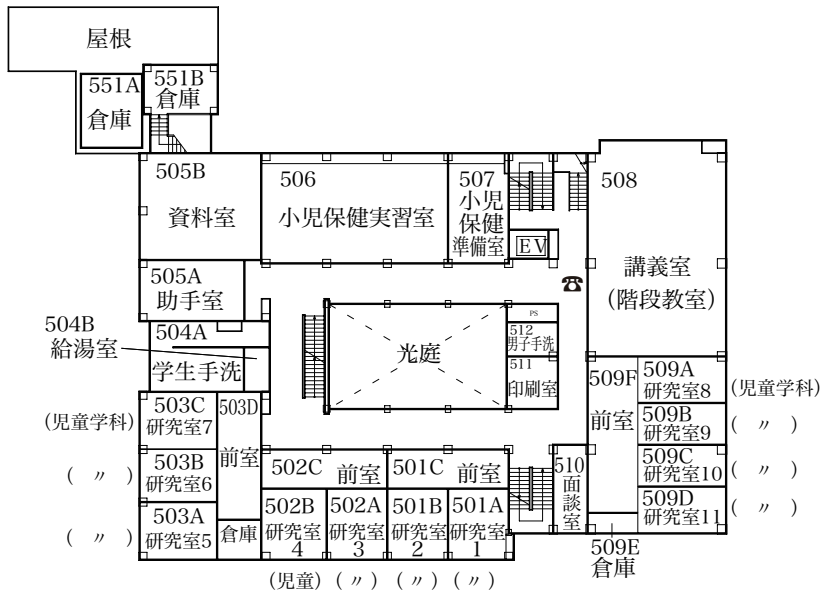 屋根
551A
倉庫
551B
倉庫
505B
資料室
506
小児保健実習室
507
小児
保健
準備室
EV
508
講義室
(階段教室)
505A
助手室
504B
給湯室
504A
学生手洗
光庭
PS
512
男子手洗
511
印刷室
(児童学科)
503C
研究室7
503D
前室
509F
前室
509A
研究室8
(児童学科)
509B
研究室9
( 〃 )
( 〃 )
503B
研究室6
502C 前室
501C 前室
510
面
談
室
509C
研究室10
( 〃 )
509D
研究室11
( 〃 )
( 〃 )
503A
研究室5
倉庫
502B
研究室
4
502A
研究室
3
501B
研究室
2
501A
研究室
1
509E
倉庫
(児童) (〃) (〃) (〃)